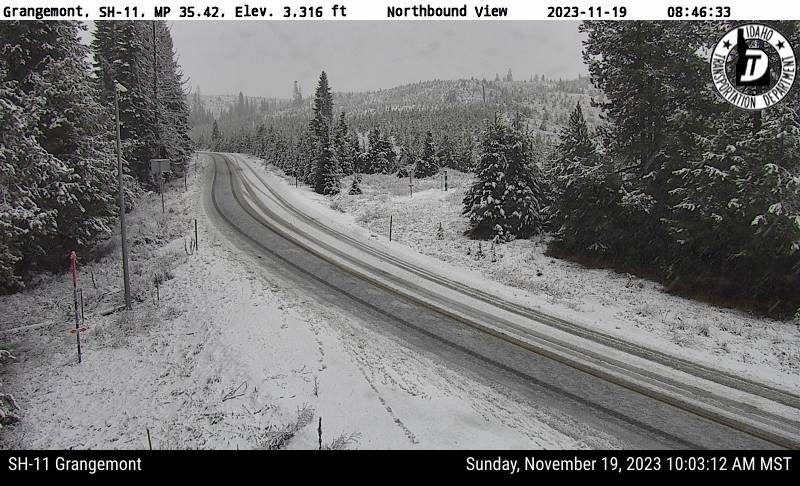 Grangemont, SH-11, MP 35.42, Elev. 3,316 ft Northbound View 2023-11-19 08:46:33
IDAHO
TRANSPORTATION DEPARTMENT
SH-11 Grangemont Sunday, November 19, 2023 10:03:12 AM MST